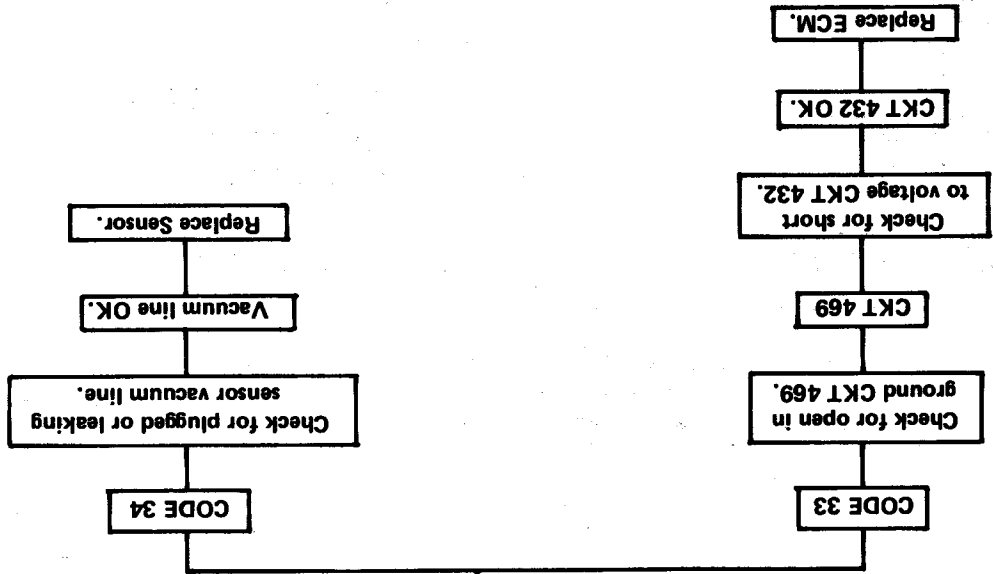 CODE 33
Check for open in
ground CKT 469.
CKT 469
Check for short
to voltage CKT 432.
CKT 432 OK.
Replace ECM.
CODE 34
Check for plugged or leaking
sensor vacuum line.
Vacuum line OK.
Replace Sensor.